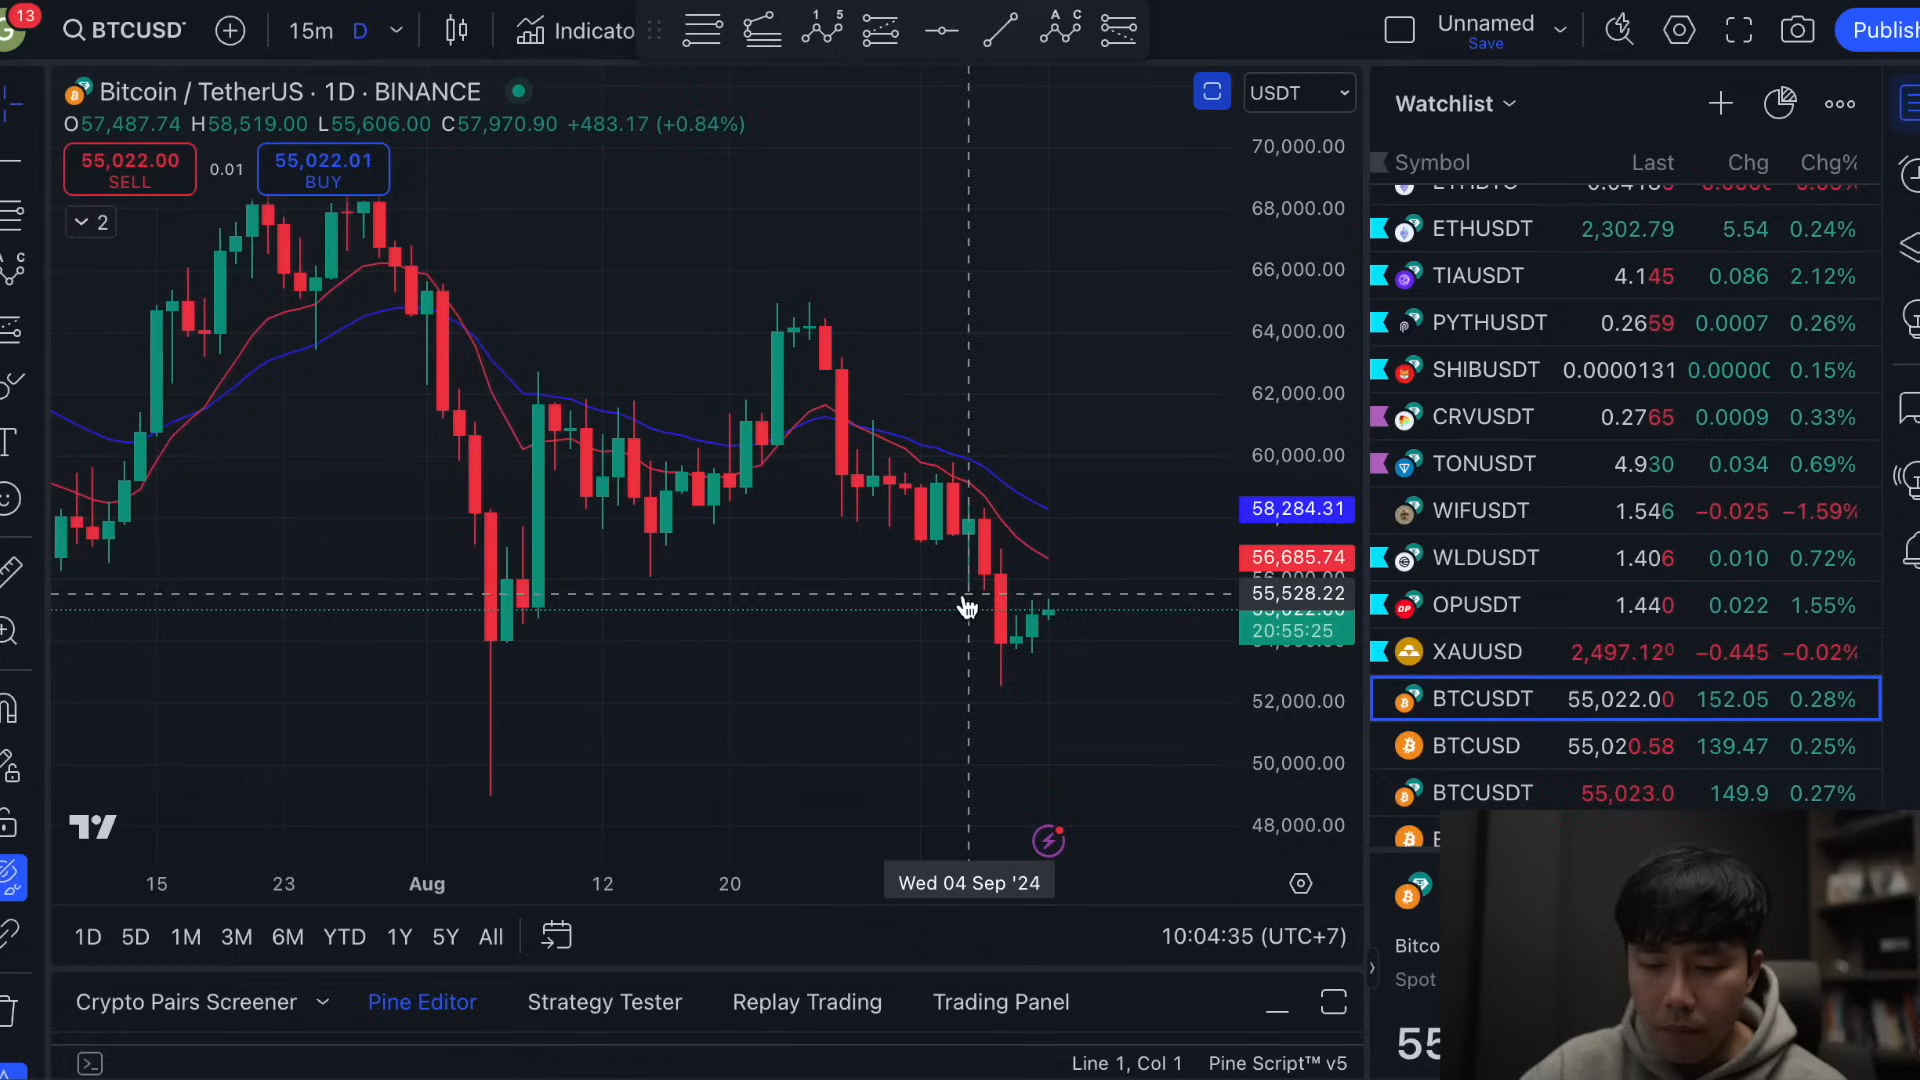 13
BTCUSDT
15m
D
Indicato
1 5
A C
Unnamed
Save
Publish
Bitcoin / TetherUS · 1D · BINANCE
O57,487.74 H58,519.00 L55,606.00 C57,970.90 +483.17 (+0.84%)
55,022.00
SELL
0.01
55,022.01
BUY
2
USDT
70,000.00
68,000.00
66,000.00
64,000.00
62,000.00
60,000.00
58,284.31
56,685.74
55,528.22
55,022.00
20:55:25
52,000.00
50,000.00
48,000.00
15
23
Aug
12
20
Wed 04 Sep '24
1D 5D 1M 3M 6M YTD 1Y 5Y All
10:04:35 (UTC+7)
Crypto Pairs Screener
Pine Editor
Strategy Tester
Replay Trading
Trading Panel
Line 1, Col 1
Pine Script™ v5
Watchlist
Symbol Last Chg Chg%
ETHUSDT 2,302.79 5.54 0.24%
TIAUSDT 4.145 0.086 2.12%
PYTHUSDT 0.2659 0.0007 0.26%
SHIBUSDT 0.0000131 0.00000 0.15%
CRVUSDT 0.2765 0.0009 0.33%
TONUSDT 4.930 0.034 0.69%
WIFUSDT 1.546 −0.025 −1.59%
WLDUSDT 1.406 0.010 0.72%
OPUSDT 1.440 0.022 1.55%
XAUUSD 2,497.120 −0.445 −0.02%
BTCUSDT 55,022.00 152.05 0.28%
BTCUSD 55,020.58 139.47 0.25%
BTCUSDT 55,023.0 149.9 0.27%
Bitco
Spot
55